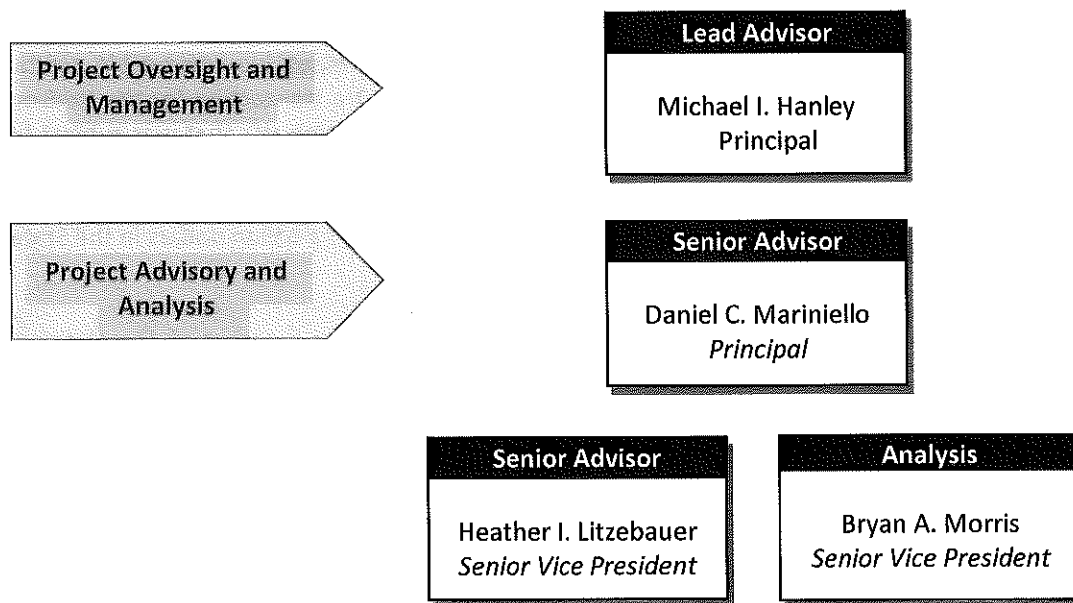 Project Oversight and
Management
Lead Advisor
Michael I. Hanley
Principal
Project Advisory and
Analysis
Senior Advisor
Daniel C. Mariniello
Principal
Senior Advisor
Heather I. Litzebauer
Senior Vice President
Analysis
Bryan A. Morris
Senior Vice President